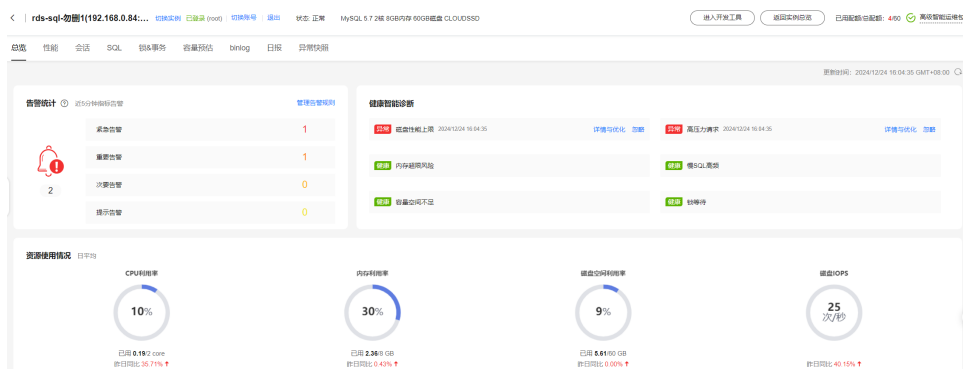 rds-sql-勿删1(192.168.0.84:... 切换实例 已登录 (root) 切换账号 退出 状态: 正常 MySQL 5.7 2核 8GB内存 60GB磁盘 CLOUDSSD 进入开发工具 返回实例总览 已用配额/总配额: 4/60 高级智能运维包
总览 性能 会话 SQL 锁&事务 容量预估 binlog 日报 异常快照
更新时间: 2024/12/24 16:04:35 GMT+08:00
告警统计 近5分钟指标告警 管理告警规则
紧急告警 1
重要告警 1
次要告警 0
提示告警 0
2
健康智能诊断
异常 磁盘性能上限 2024/12/24 16:04:35 详情与优化 忽略
异常 高压力请求 2024/12/24 16:04:35 详情与优化 忽略
健康 内存超限风险
健康 慢SQL高频
健康 容量空间不足
健康 锁等待
资源使用情况 日平均
CPU利用率 内存利用率 磁盘空间利用率 磁盘IOPS
10% 30% 9% 25
次/秒
已用 0.19/2 core 已用 2.36/8 GB 已用 5.61/60 GB
昨日同比 35.71% 昨日同比 0.43% 昨日同比 0.00% 昨日同比 40.15%